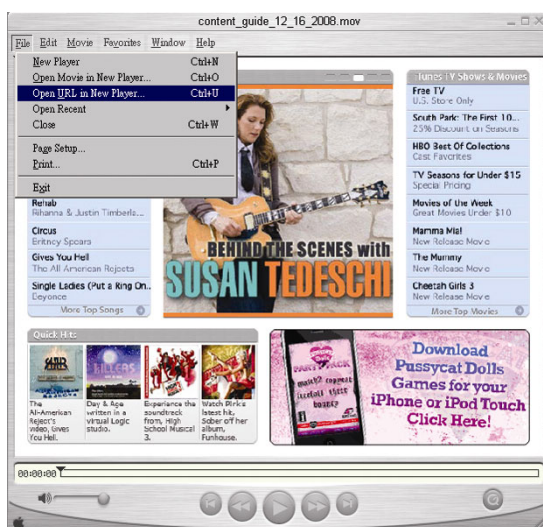 content_guide_12_16_2008.mov
File Edit Movie Favorites Window Help
New Player Ctrl+N
Open Movie in New Player... Ctrl+O
Open URL in New Player... Ctrl+U
Open Recent
Close Ctrl+W
Page Setup...
Print... Ctrl+P
Exit
Rehab
Rihanna & Justin Timberla...
Circus
Britney Spears
Gives You Hell
The All American Rejects
Single Ladies (Put a Ring On..
Beyonce
More Top Songs
BEHIND THE SCENES with
SUSAN TEDESCHI
iTunes TV Shows & Movies
Free TV
U.S. Store Only
South Park: The First 10...
25% Discount on Seasons
HBO Best Of Collections
Cast Favorites
TV Seasons for Under $15
Special Pricing
Movies of the Week
Great Movies Under $10
Mamma Mia!
New Release Movie
The Mummy
New Release Movie
Cheetah Girls 3
New Release Movie
More Top Movies
Quick Hits
The All-American Reject's video, Gives You Hell.
Day & Age written in a virtual Logic studio.
Experience the soundtrack from, High School Musical 3.
Watch P!nk's latest hit, Sober off her album, Funhouse.
Download
Pussycat Dolls
Games for your
iPhone or iPod Touch
Click Here!
00:00:00